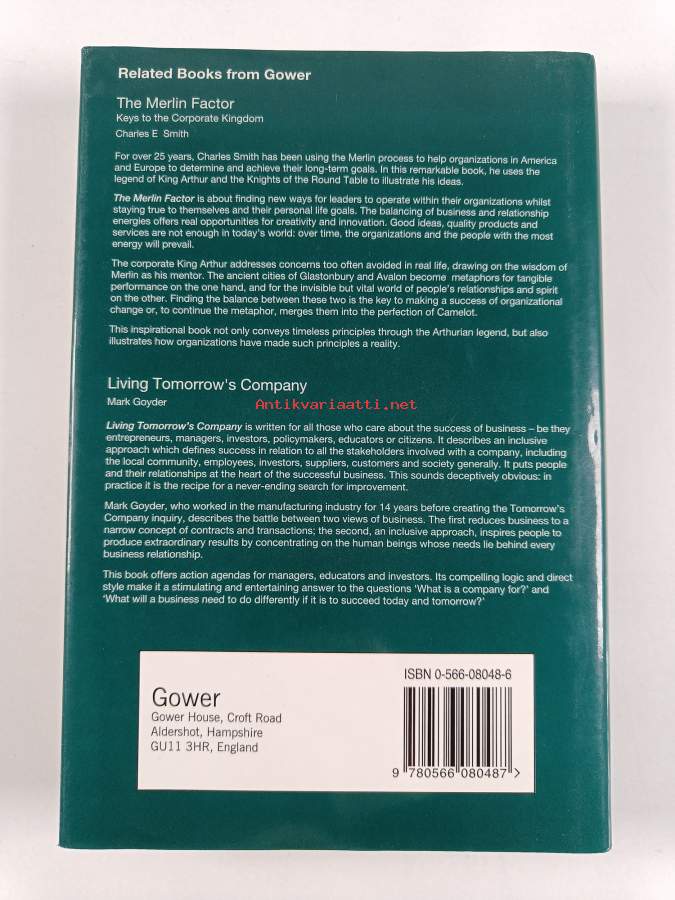 Related Books from Gower
The Merlin Factor
Keys to the Corporate Kingdom
Charles E Smith
For over 25 years, Charles Smith has been using the Merlin process to help organizations in America
and Europe to determine and achieve their long-term goals. In this remarkable book, he uses the
legend of King Arthur and the Knights of the Round Table to illustrate his ideas.
The Merlin Factor is about finding new ways for leaders to operate within their organizations whilst
staying true to themselves and their personal life goals. The balancing of business and relationship
energies offers real opportunities for creativity and innovation. Good ideas, quality products and
services are not enough in today's world: over time, the organizations and the people with the most
energy will prevail.
The corporate King Arthur addresses concerns too often avoided in real life, drawing on the wisdom of
Merlin as his mentor. The ancient cities of Glastonbury and Avalon become metaphors for tangible
performance on the one hand, and for the invisible but vital world of people's relationships and spirit
on the other. Finding the balance between these two is the key to making a success of organizational
change or, to continue the metaphor, merges them into the perfection of Camelot.
This inspirational book not only conveys timeless principles through the Arthurian legend, but also
illustrates how organizations have made such principles a reality.
Living Tomorrow's Company
Mark Goyder
Antikvariaatti.net
Living Tomorrow's Company is written for all those who care about the success of business – be they
entrepreneurs, managers, investors, policymakers, educators or citizens. It describes an inclusive
approach which defines success in relation to all the stakeholders involved with a company, including
the local community, employees, investors, suppliers, customers and society generally. It puts people
and their relationships at the heart of the successful business. This sounds deceptively obvious: in
practice it is the recipe for a never-ending search for improvement.
Mark Goyder, who worked in the manufacturing industry for 14 years before creating the Tomorrow's
Company inquiry, describes the battle between two views of business. The first reduces business to a
narrow concept of contracts and transactions; the second, an inclusive approach, inspires people to
produce extraordinary results by concentrating on the human beings whose needs lie behind every
business relationship.
This book offers action agendas for managers, educators and investors. Its compelling logic and direct
style make it a stimulating and entertaining answer to the questions 'What is a company for?' and
'What will a business need to do differently if it is to succeed today and tomorrow?'
Gower
Gower House, Croft Road
Aldershot, Hampshire
GU11 3HR, England
ISBN 0-566-08048-6
9 780566 080487 >